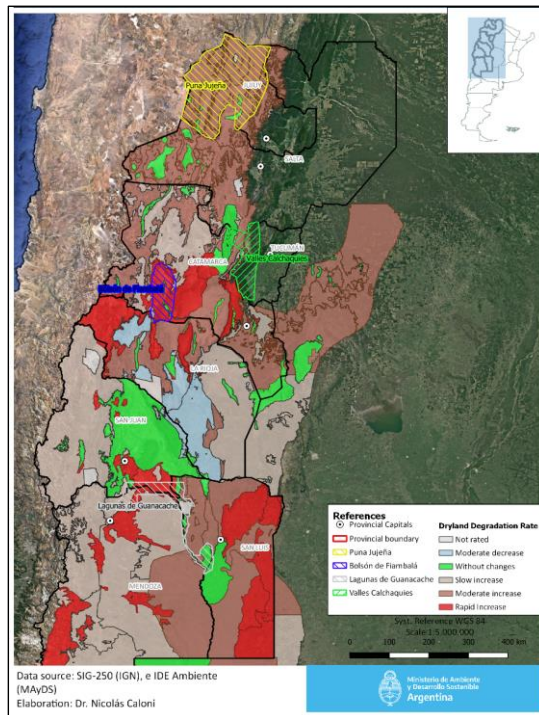 Puna Jujeña
JUJUY
SALTA
TUCUMÁN
Valles Calchaquíes
CATAMARCA
Bolsón de Fiambalá
LA RIOJA
SAN JUAN
Lagunas de Guanacache
SAN LUIS
MENDOZA
References
Provincial Capitals
Provincial boundary
Puna Jujeña
Bolsón de Fiambalá
Lagunas de Guanacache
Valles Calchaquies
Dryland Degradation Rate
Not rated
Moderate decrease
Without changes
Slow increase
Moderate increase
Rapid Increase
Syst. Reference WGS 84
Scale 1:5.000.000
0 100 200 300 400 km
Data source: SIG-250 (IGN), e IDE Ambiente
(MAyDS)
Elaboration: Dr. Nicolás Caloni
Ministerio de Ambiente
y Desarrollo Sostenible
Argentina